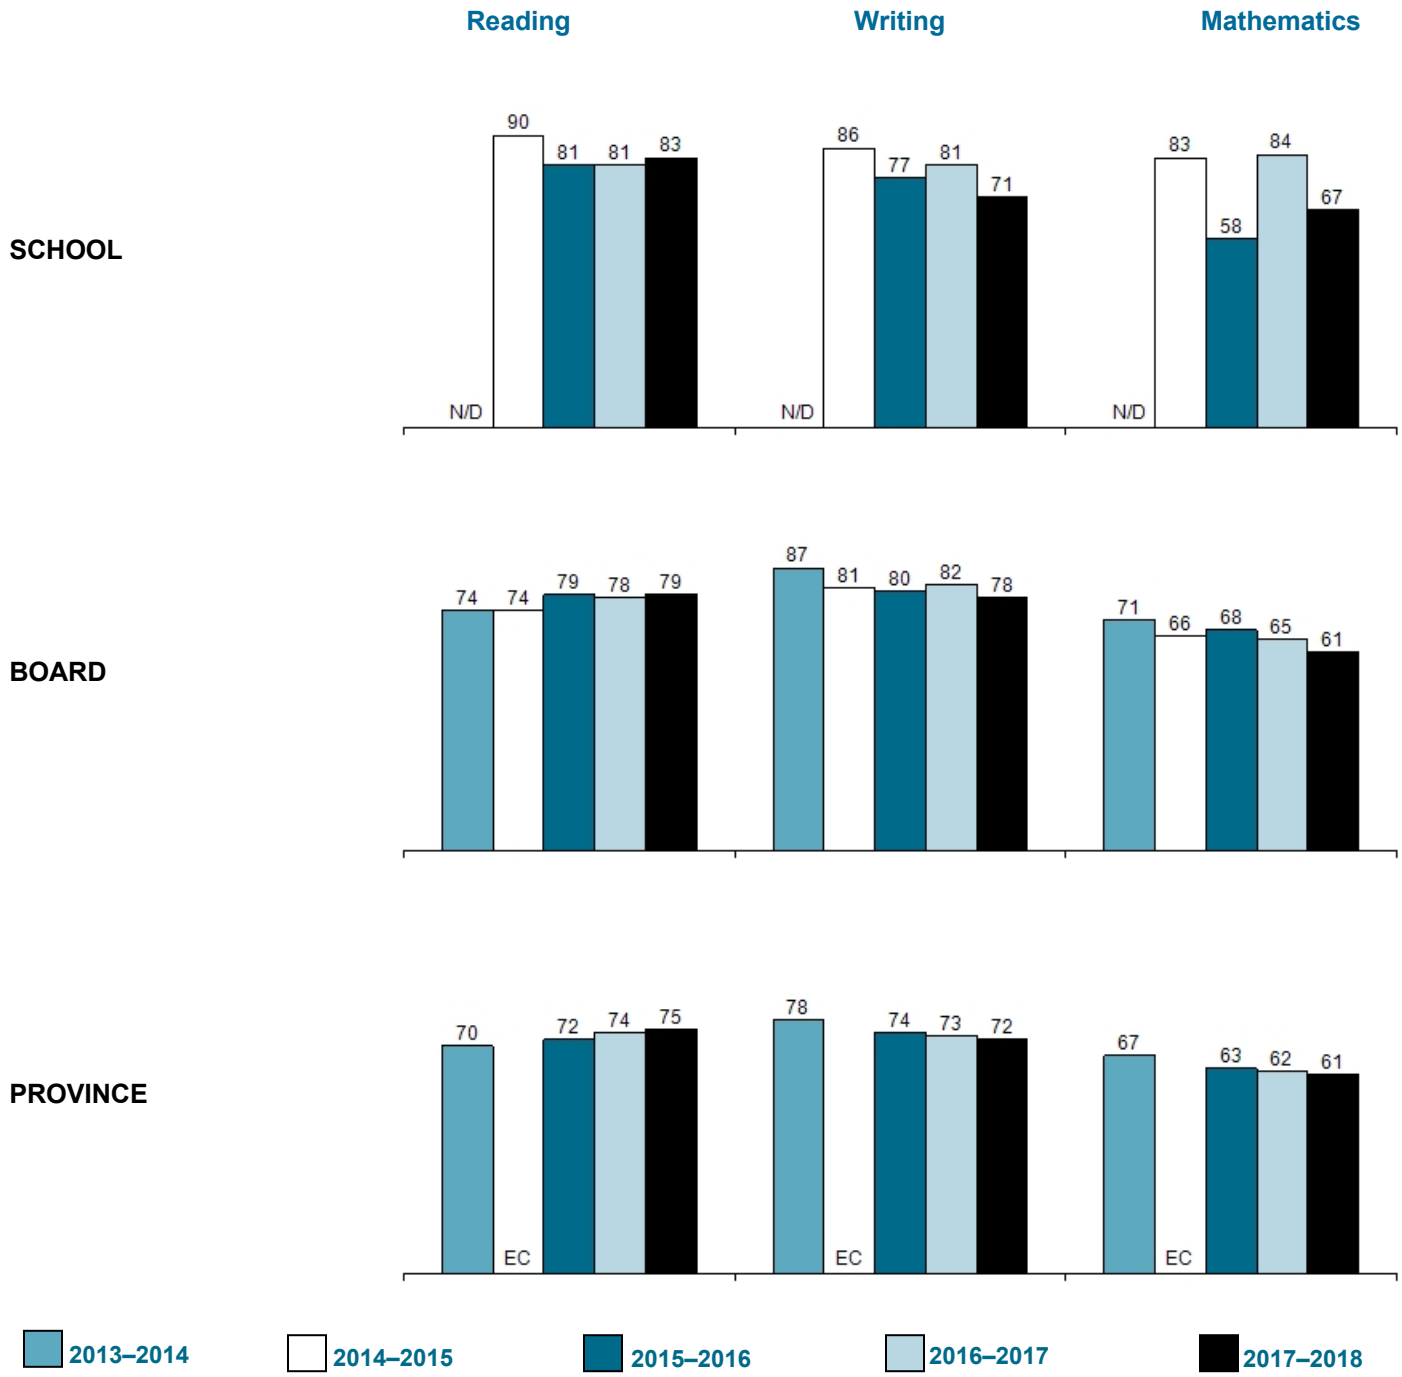 Reading Writing Mathematics
90 81 81 83 86 77 81 71 83 58 84 67
SCHOOL
N/D N/D N/D
74 74 79 78 79 87 81 80 82 78 71 66 68 65 61
BOARD
70 72 74 75 78 74 73 72 67 63 62 61
PROVINCE
EC EC EC
2013–2014 2014–2015 2015–2016 2016–2017 2017–2018